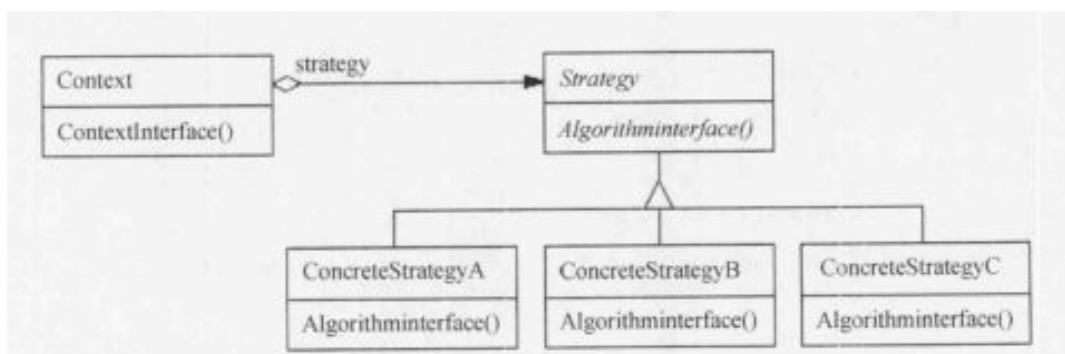 Context
strategy
Strategy
ContextInterface()
Algorithminterface()
ConcreteStrategyA
ConcreteStrategyB
ConcreteStrategyC
Algorithminterface()
Algorithminterface()
Algorithminterface()